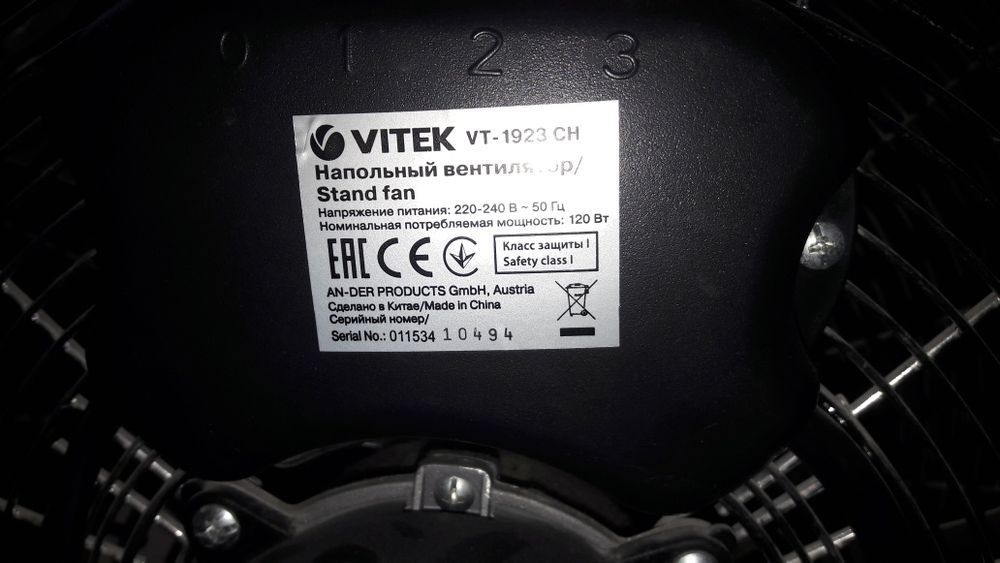 0 1 2 3
VITEK VT-1923 CH
Напольный
Stand fan
Напряжение питания: 220-240 В ~ 50 Гц
Номинальная потребляемая мощность: 120 Вт
EAC CE
Класс защиты I
Safety class I
AN-DER PRODUCTS GmbH, Austria
Сделано в Китае/Made in China
Серийный номер/
Serial No.: 011534 10494